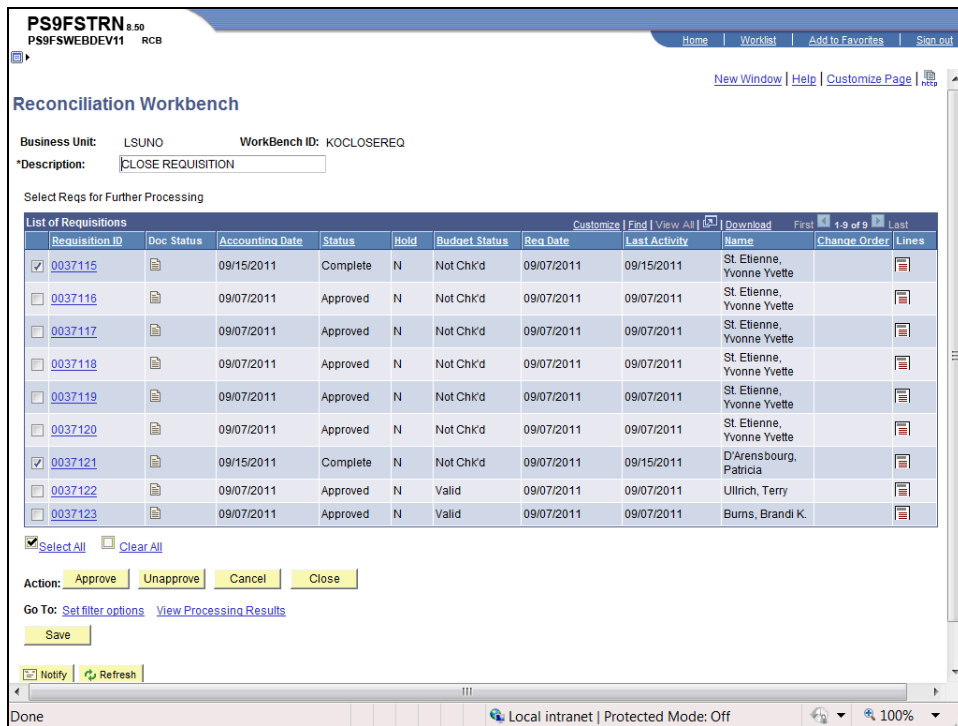 PS9FSTRN 8.50
PS9FSWEBDEV11 RCB
Home | Worklist | Add to Favorites | Sign out
New Window | Help | Customize Page | http
Reconciliation Workbench
Business Unit: LSUNO WorkBench ID: KOCLOSEREQ
*Description: CLOSE REQUISITION
Select Reqs for Further Processing
List of Requisitions Customize | Find | View All | Download First 1-9 of 9 Last
Requisition ID Doc Status Accounting Date Status Hold Budget Status Req Date Last Activity Name Change Order Lines
0037115 09/15/2011 Complete N Not Chk'd 09/07/2011 09/15/2011 St. Etienne, Yvonne Yvette
0037116 09/07/2011 Approved N Not Chk'd 09/07/2011 09/07/2011 St. Etienne, Yvonne Yvette
0037117 09/07/2011 Approved N Not Chk'd 09/07/2011 09/07/2011 St. Etienne, Yvonne Yvette
0037118 09/07/2011 Approved N Not Chk'd 09/07/2011 09/07/2011 St. Etienne, Yvonne Yvette
0037119 09/07/2011 Approved N Not Chk'd 09/07/2011 09/07/2011 St. Etienne, Yvonne Yvette
0037120 09/07/2011 Approved N Not Chk'd 09/07/2011 09/07/2011 St. Etienne, Yvonne Yvette
0037121 09/15/2011 Complete N Not Chk'd 09/07/2011 09/15/2011 D'Arensbourg, Patricia
0037122 09/07/2011 Approved N Valid 09/07/2011 09/07/2011 Ullrich, Terry
0037123 09/07/2011 Approved N Valid 09/07/2011 09/07/2011 Burns, Brandi K.
Select All Clear All
Action: Approve Unapprove Cancel Close
Go To: Set filter options View Processing Results
Save
Notify Refresh
Done Local intranet | Protected Mode: Off 100%